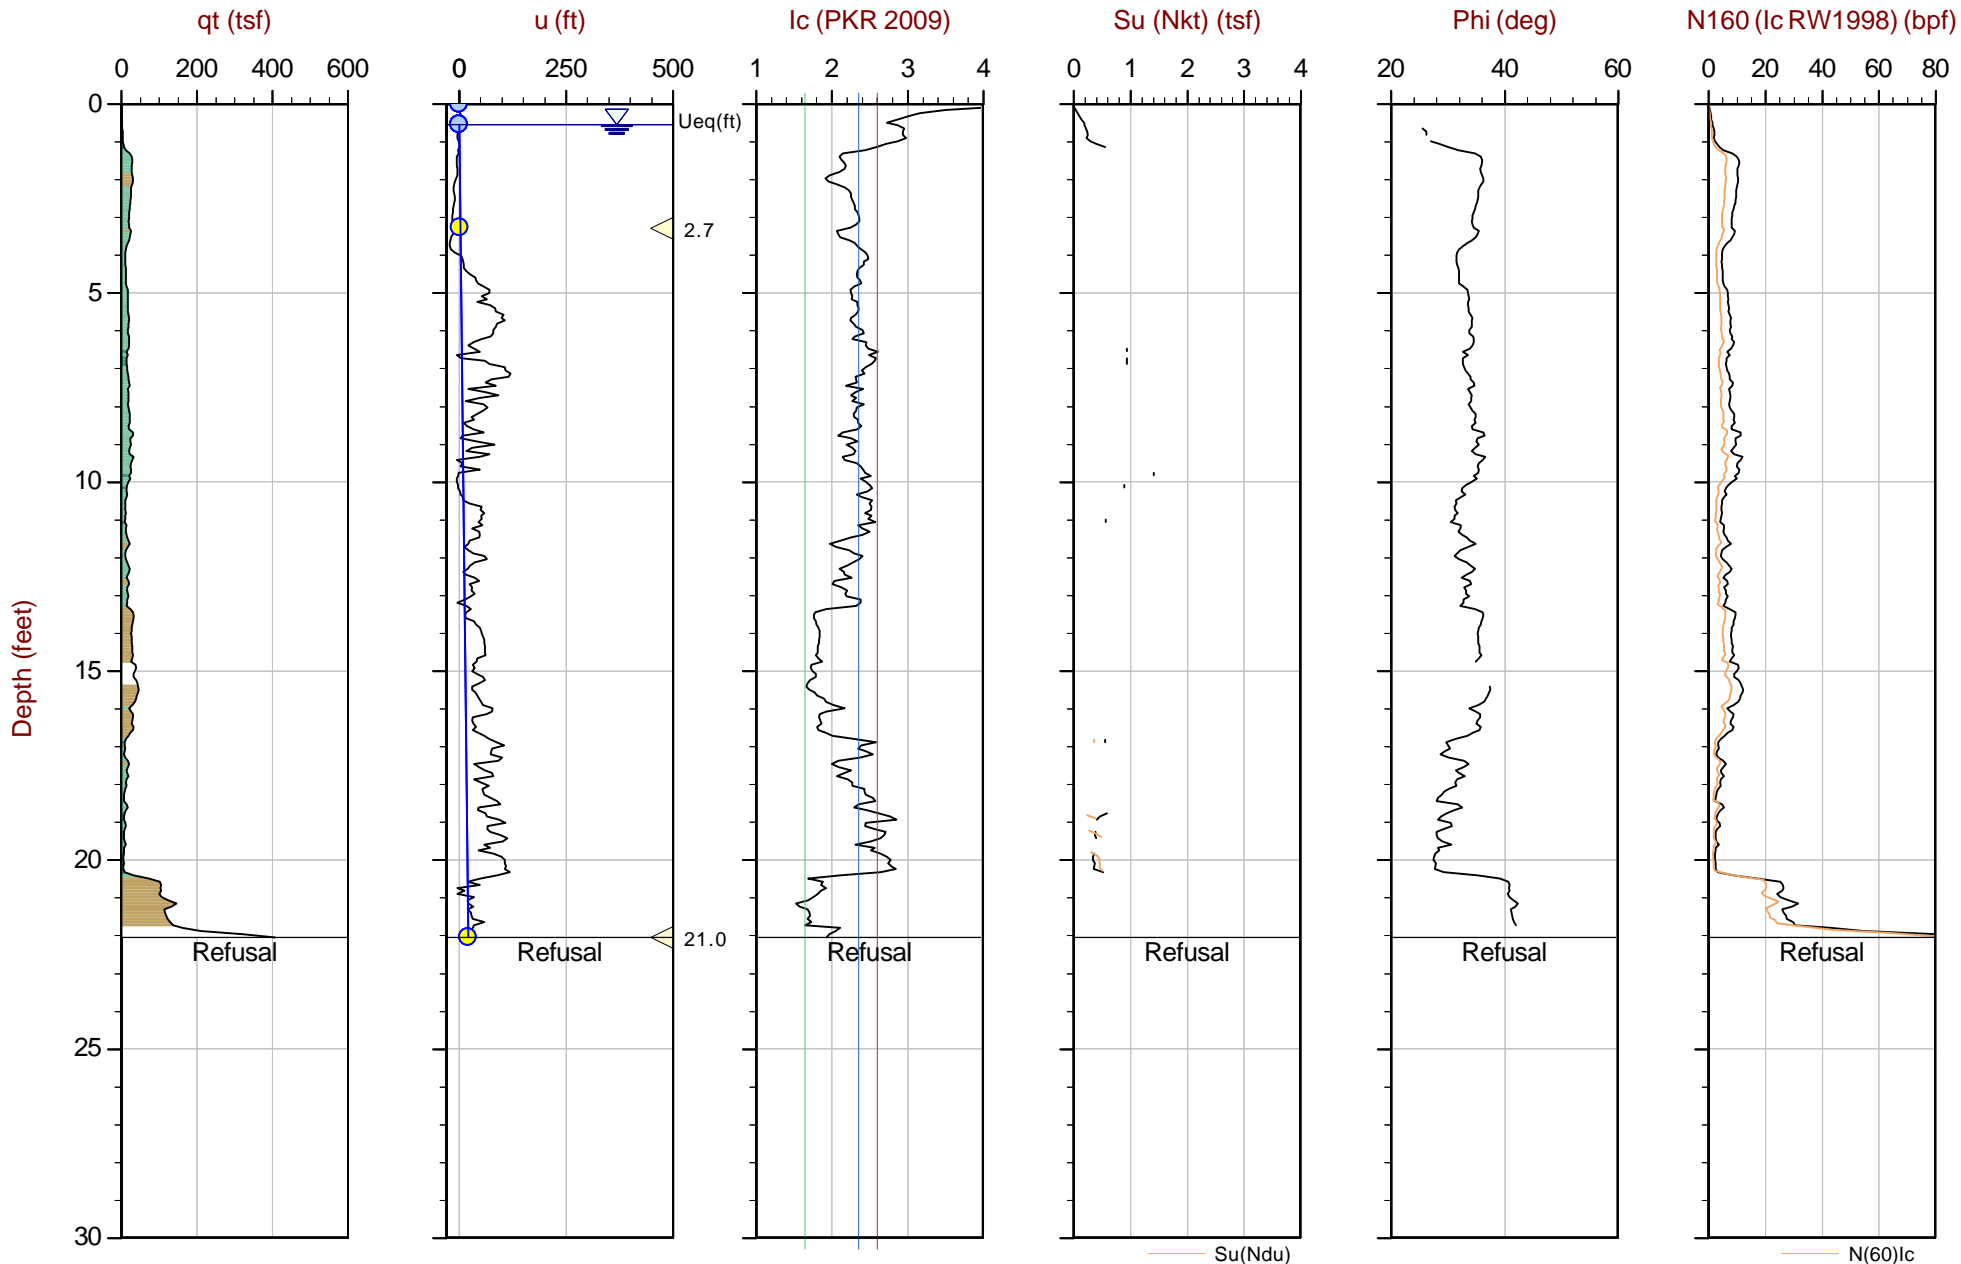 qt (tsf)
u (ft)
Ic (PKR 2009)
Su (Nkt) (tsf)
Phi (deg)
N160 (Ic RW1998) (bpf)
0 200 400 600
0 250 500
1 2 3 4
0 1 2 3 4
20 40 60
0 20 40 60 80
0
Ueq(ft)
2.7
5
10
15
Depth (feet)
20
21.0
Refusal Refusal Refusal Refusal Refusal Refusal
25
30
Su(Ndu)
N(60)Ic